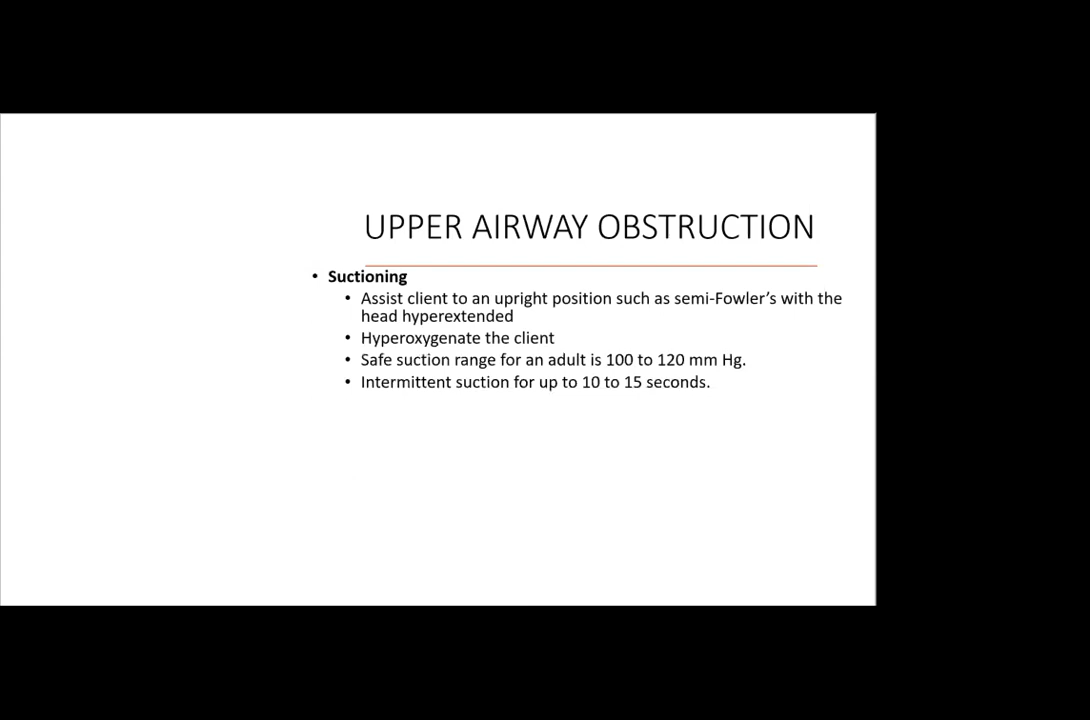 UPPER AIRWAY OBSTRUCTION
• Suctioning
• Assist client to an upright position such as semi-Fowler's with the
head hyperextended
• Hyperoxygenate the client
• Safe suction range for an adult is 100 to 120 mm Hg.
• Intermittent suction for up to 10 to 15 seconds.